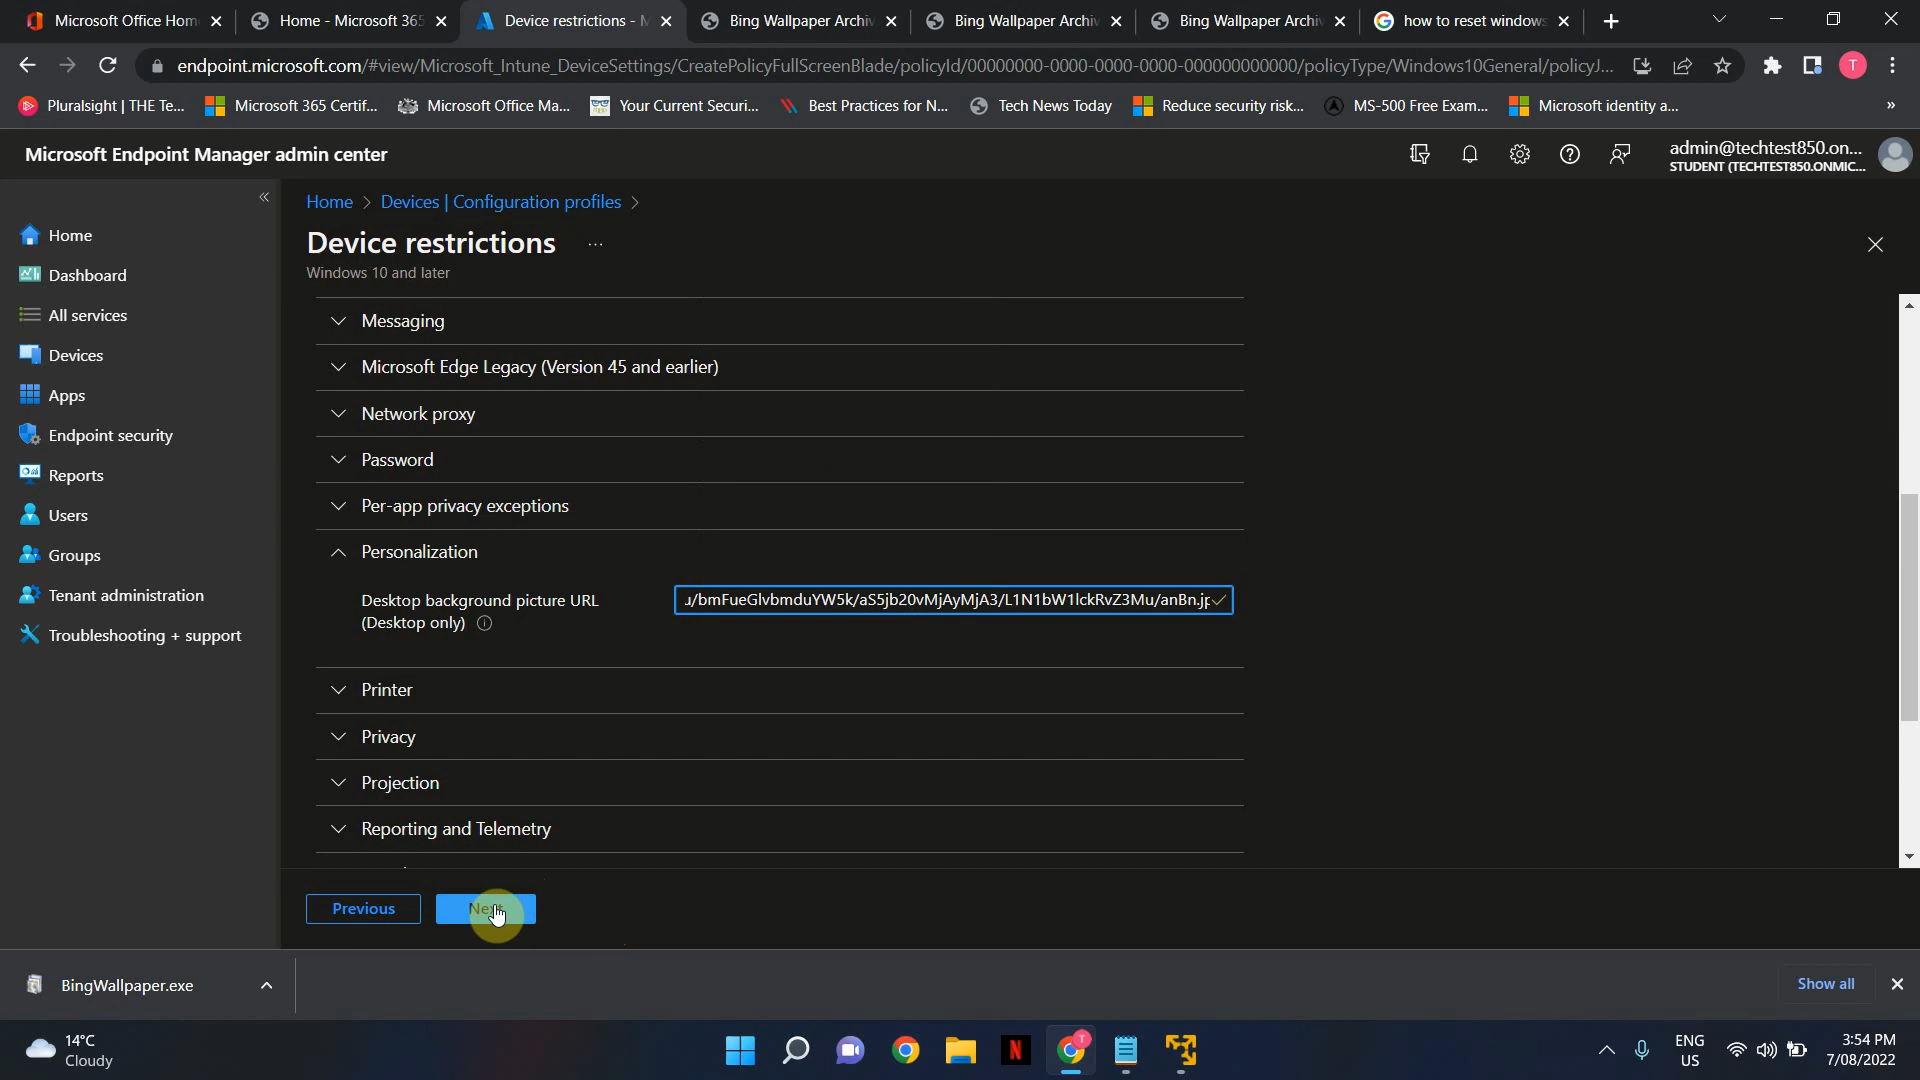 Microsoft Office Hom
Home - Microsoft 365
Device restrictions - M
Bing Wallpaper Archiv
Bing Wallpaper Archiv
Bing Wallpaper Archiv
how to reset windows
endpoint.microsoft.com/#view/Microsoft_Intune_DeviceSettings/CreatePolicyFullScreenBlade/policyId/00000000-0000-0000-0000-000000000000/policyType/Windows10General/policyJ...
T
Pluralsight | THE Te...
Microsoft 365 Certif...
Microsoft Office Ma...
Your Current Securi...
Best Practices for N...
Tech News Today
Reduce security risk...
MS-500 Free Exam...
Microsoft identity a...
»
Microsoft Endpoint Manager admin center
admin@techtest850.on...
STUDENT (TECHTEST850.ONMIC...
«
Home
Dashboard
All services
Devices
Apps
Endpoint security
Reports
Users
Groups
Tenant administration
Troubleshooting + support
Home > Devices | Configuration profiles >
Device restrictions ...
Windows 10 and later
Messaging
Microsoft Edge Legacy (Version 45 and earlier)
Network proxy
Password
Per-app privacy exceptions
Personalization
Desktop background picture URL
(Desktop only)
Printer
Privacy
Projection
Reporting and Telemetry
Previous
Next
BingWallpaper.exe
Show all
14°C
Cloudy
ENG
US
3:54 PM
7/08/2022